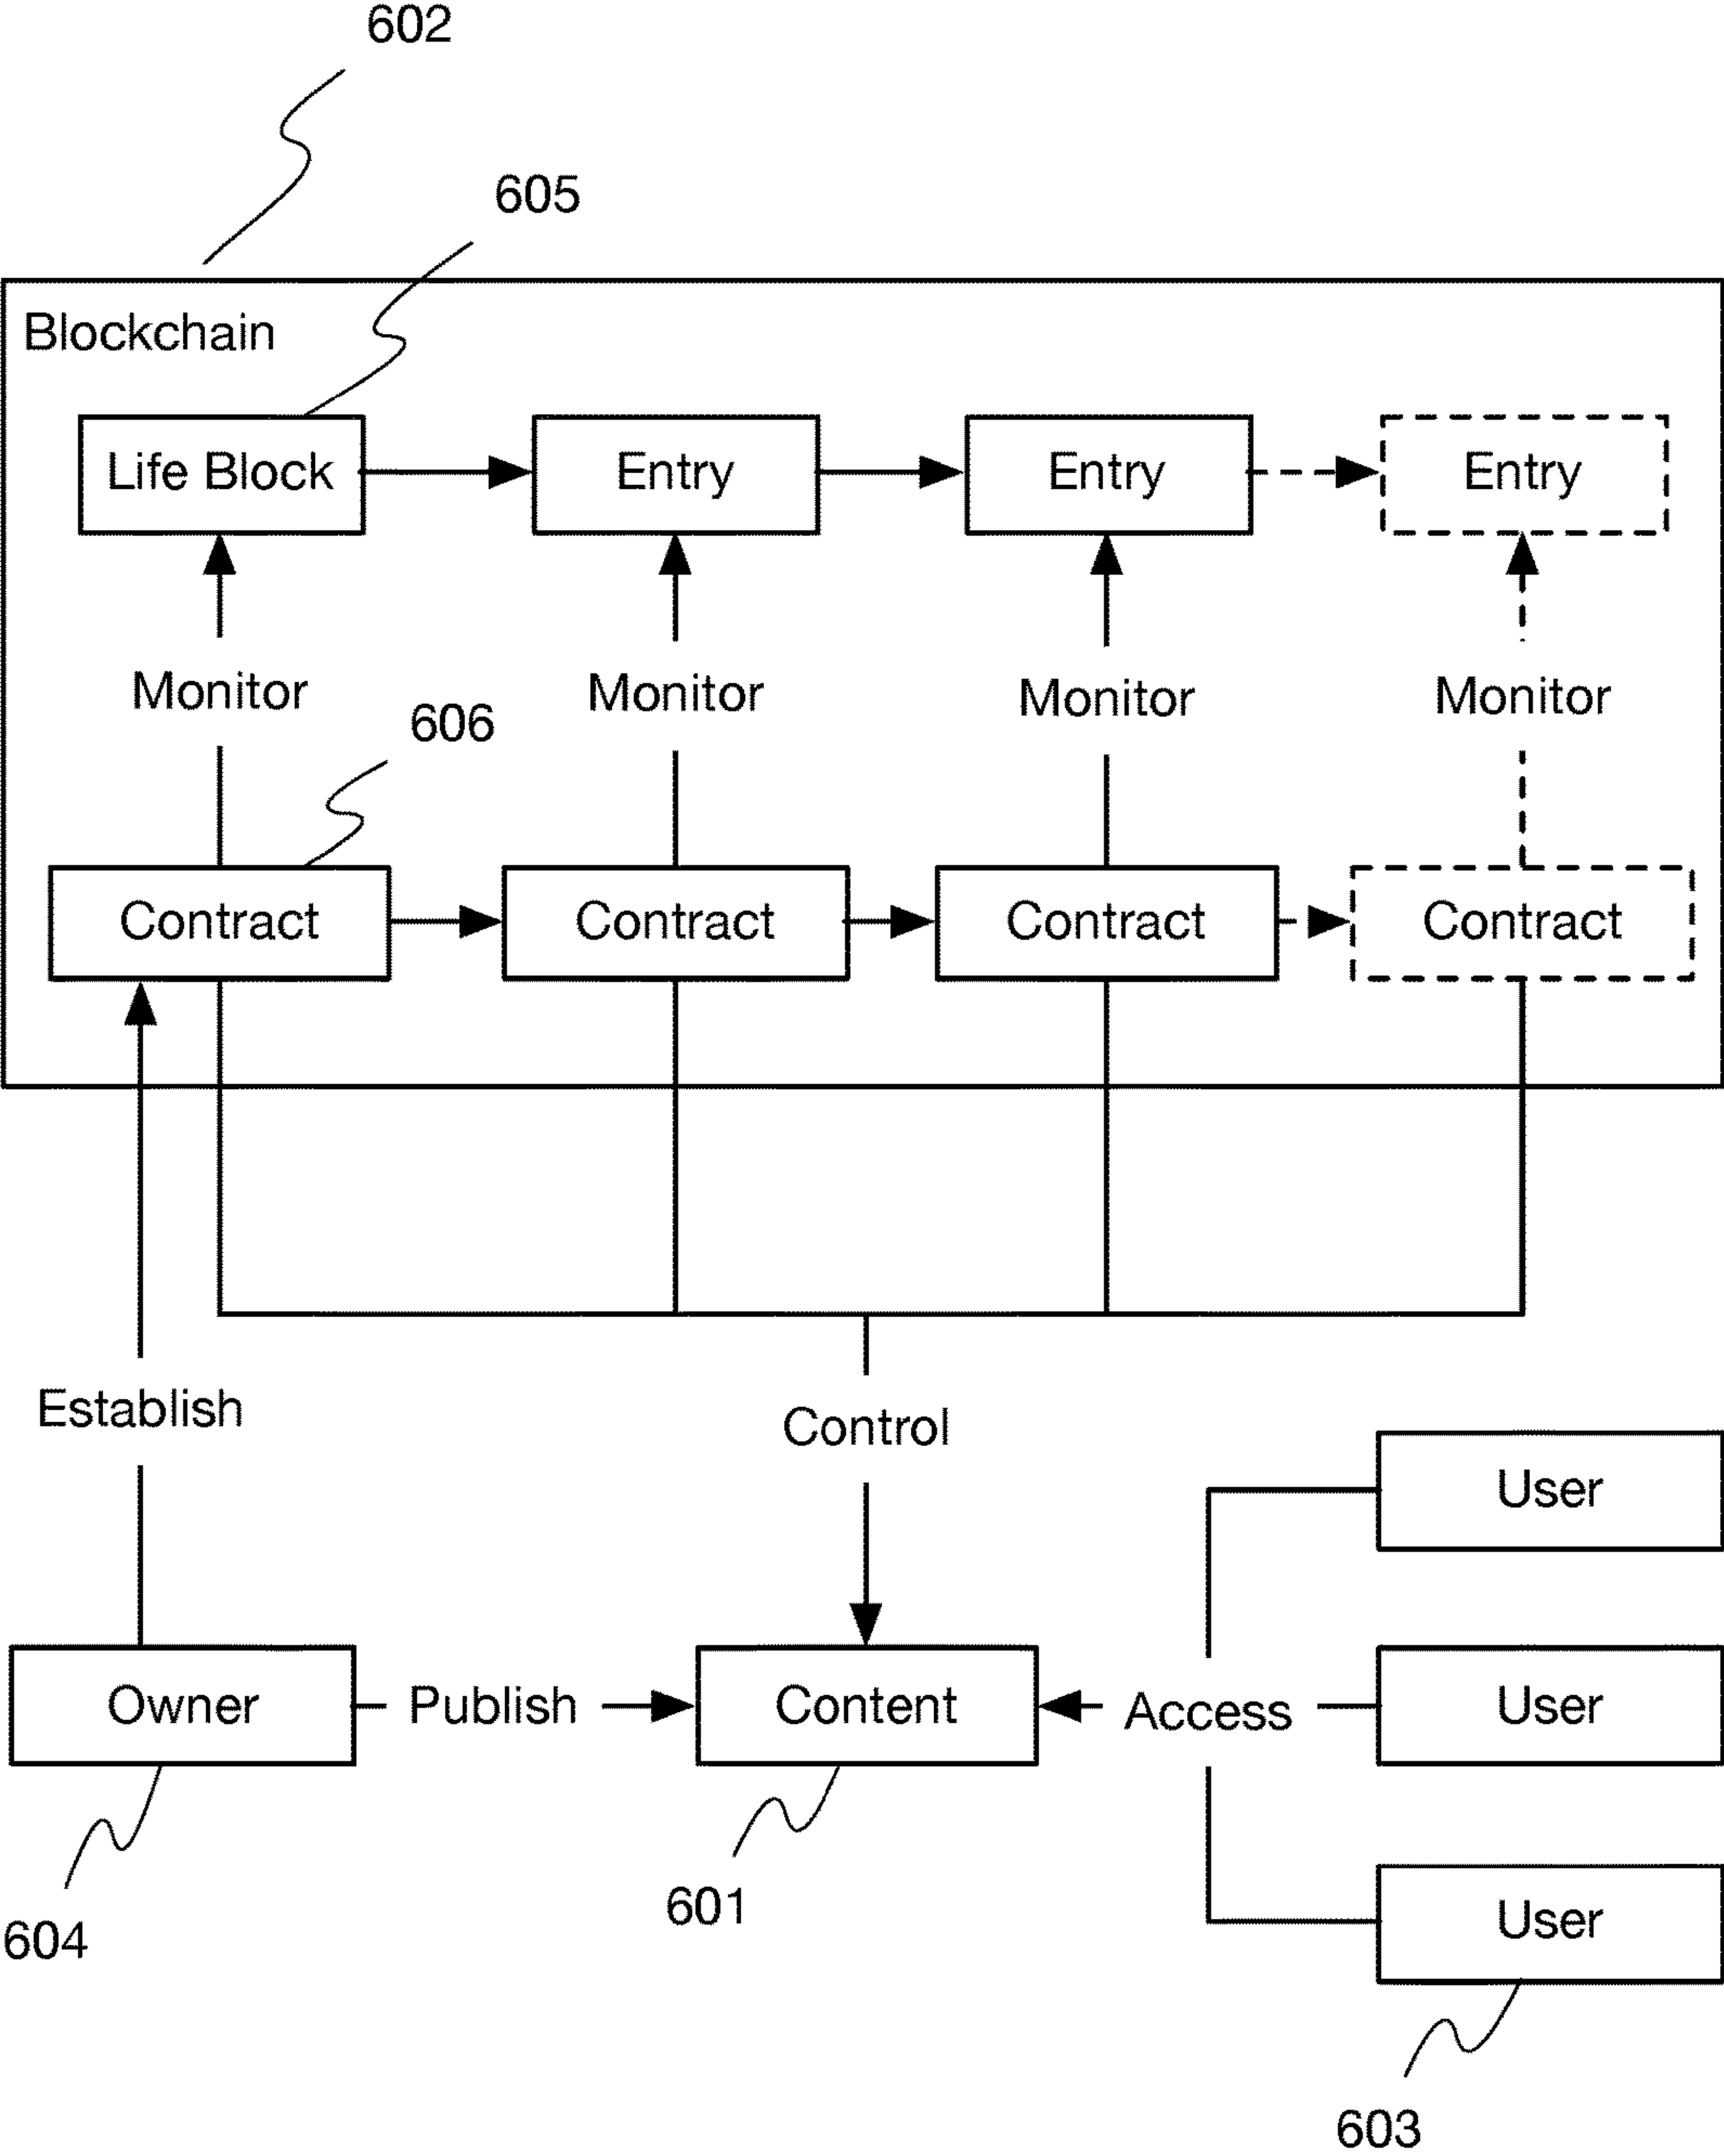 602
605
Blockchain
Life Block
Entry
Entry
Entry
Monitor
Monitor
Monitor
Monitor
606
Contract
Contract
Contract
Contract
Establish
Control
User
Owner
Publish
Content
Access
User
601
User
604
603